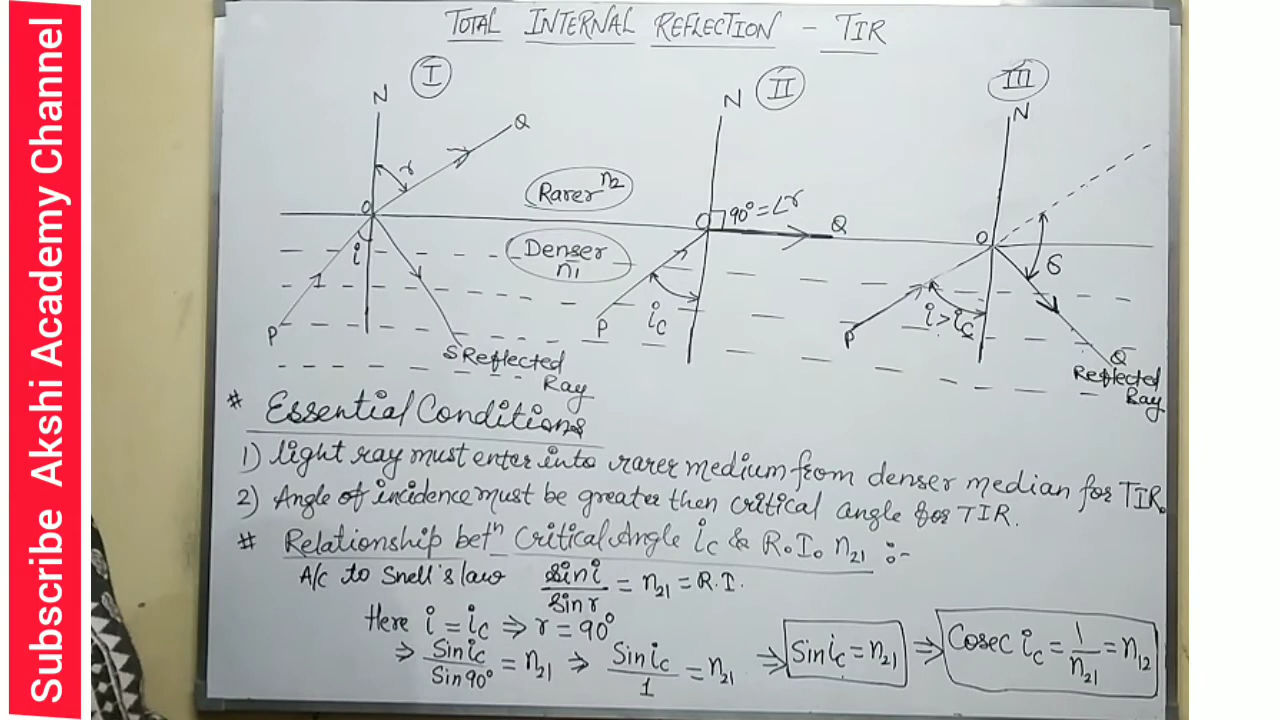 Subscribe Akshi Academy Channel
TOTAL INTERNAL REFLECTION - TIR
I
N
Q
r
O
i
P
S Reflected
Ray
Rarer n2
Denser
n1
II
N
O
90° = ∠r
Q
P
ic
III
N
O
δ
P
i > ic
Q
Reflected
Ray
# Essential Conditions
1) light ray must enter into rarer medium from denser median for TIR.
2) Angle of incidence must be greater then critical angle for TIR.
# Relationship betn Critical Angle ic & R.I. n21 :-
A/C to Snell's law sin i / sin r = n21 = R.I.
Here i = ic ⇒ r = 90°
⇒ Sin ic / Sin 90° = n21 ⇒ Sin ic / 1 = n21 ⇒ Sin ic = n21 ⇒ Cosec ic = 1 / n21 = n12